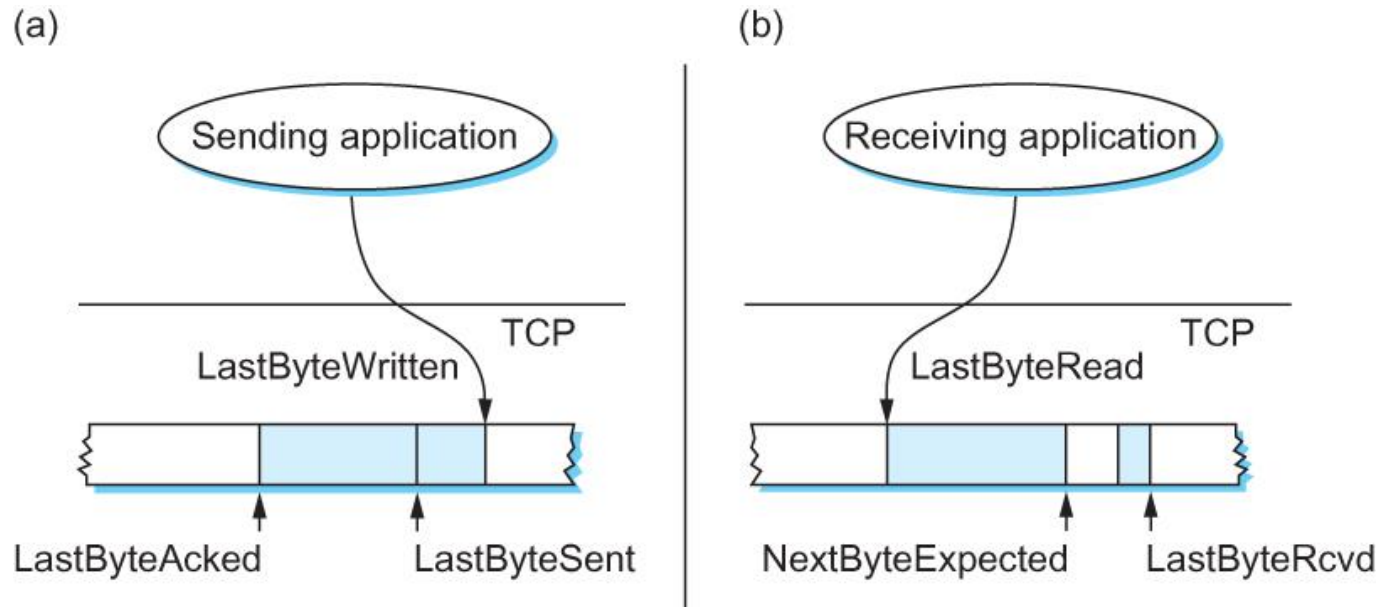 (a)
Sending application
TCP
LastByteWritten
LastByteAcked
LastByteSent
(b)
Receiving application
TCP
LastByteRead
NextByteExpected
LastByteRcvd